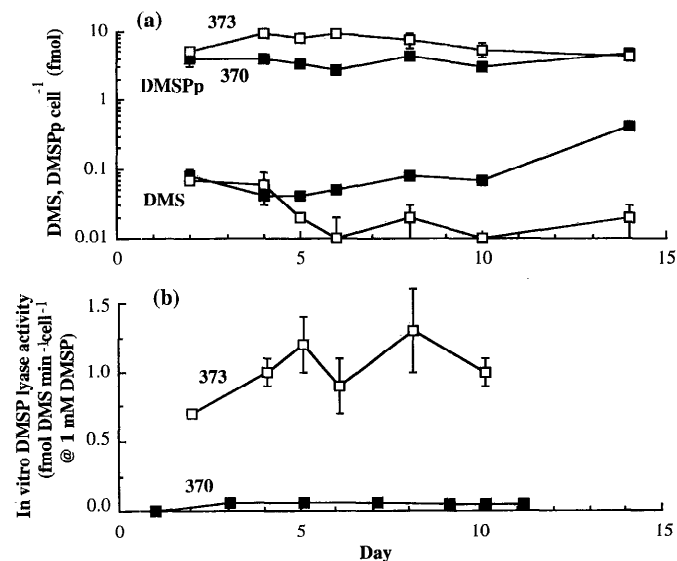 (a)
373
370
DMSPp
DMS
DMS, DMSPp cell⁻¹ (fmol)
10
1
0.1
0.01
0 5 10 15
(b)
373
370
In vitro DMSP lyase activity
(fmol DMS min⁻¹cell⁻¹
@ 1 mM DMSP)
1.5
1.0
0.5
0.0
0 5 10 15
Day